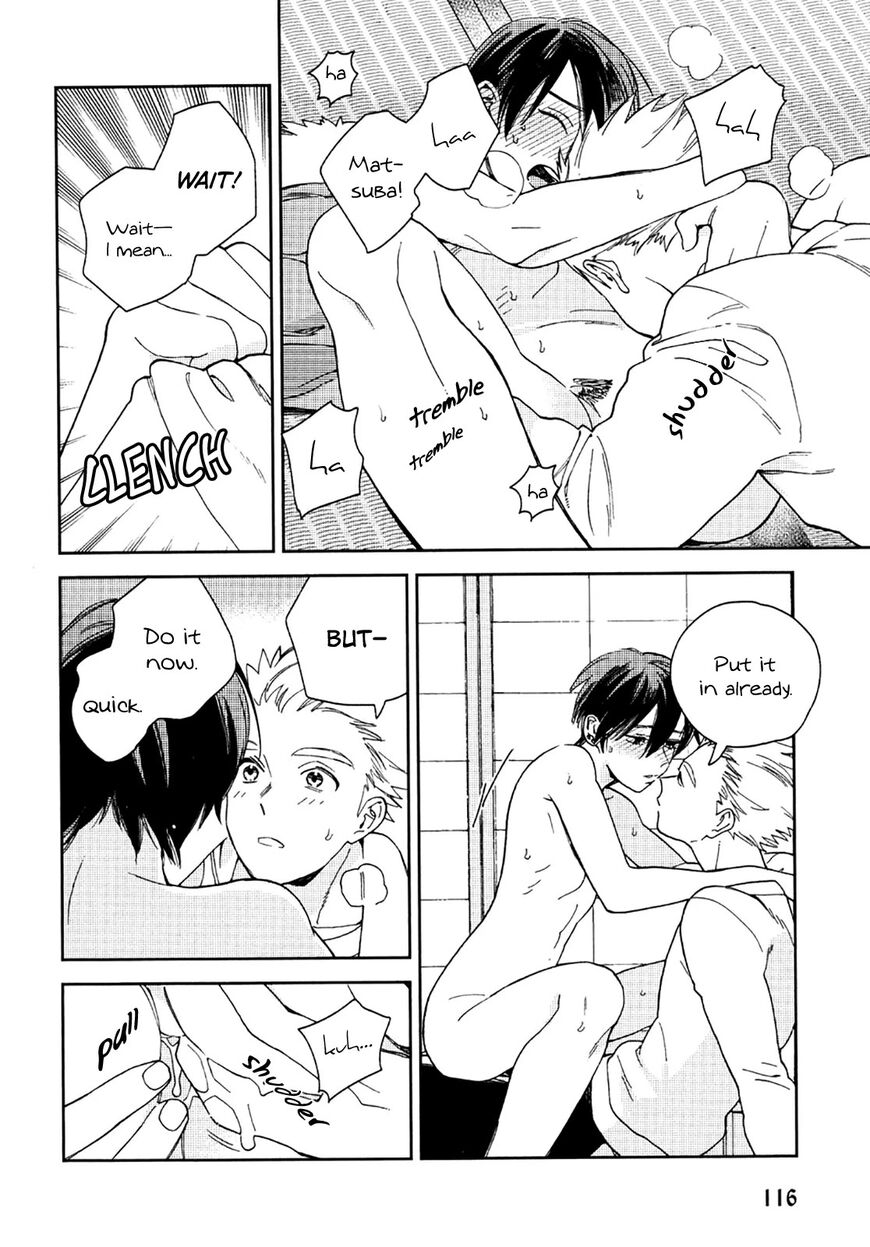 haa
Mat-
suba!
ha
hah
tremble
tremble
shudder
ha
ha
WAIT!
Wait—
I mean...
CLENCH
Put it
in already.
BUT—
Do it
now.
QUICK.
pull
shudder
kuh...
116